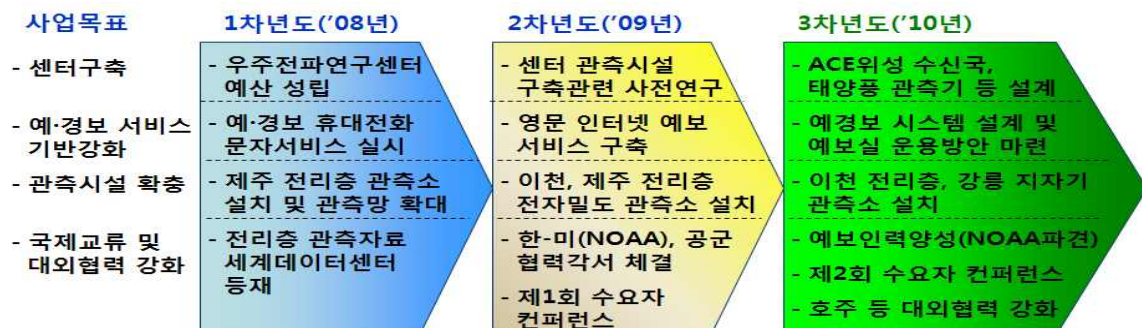 사업목표
- 센터구축
- 예·경보 서비스
기반강화
- 관측시설 확충
- 국제교류 및
대외협력 강화
1차년도('08년)
- 우주전파연구센터
예산 성립
- 예·경보 휴대전화
문자서비스 실시
- 제주 전리층 관측소
설치 및 관측망 확대
- 전리층 관측자료
세계데이터센터
등재
2차년도('09년)
- 센터 관측시설
구축관련 사전연구
- 영문 인터넷 예보
서비스 구축
- 이천, 제주 전리층
전자밀도 관측소 설치
- 한-미(NOAA), 공군
협력각서 체결
- 제1회 수요자
컨퍼런스
3차년도('10년)
- ACE위성 수신국,
태양풍 관측기 등 설계
- 예경보 시스템 설계 및
예보실 운용방안 마련
- 이천 전리층, 강릉 지자기
관측소 설치
- 예보인력양성(NOAA파견)
- 제2회 수요자 컨퍼런스
- 호주 등 대외협력 강화